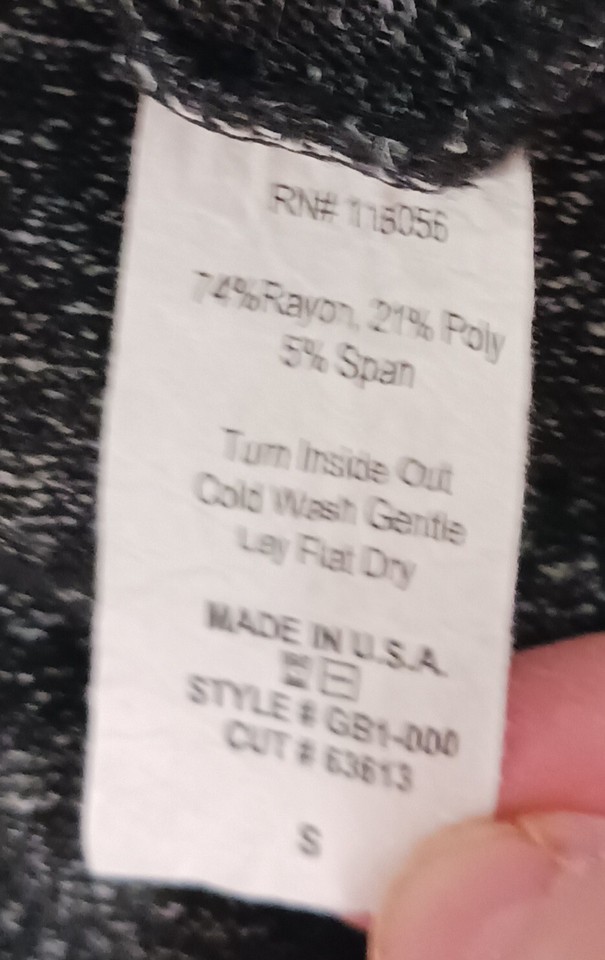 RN# 116056
74%Rayon, 21% Poly
5% Span
Turn Inside Out
Cold Wash Gentle
Lay Flat Dry
MADE IN U.S.A.
STYLE # GB1-000
CUT # 63613
S